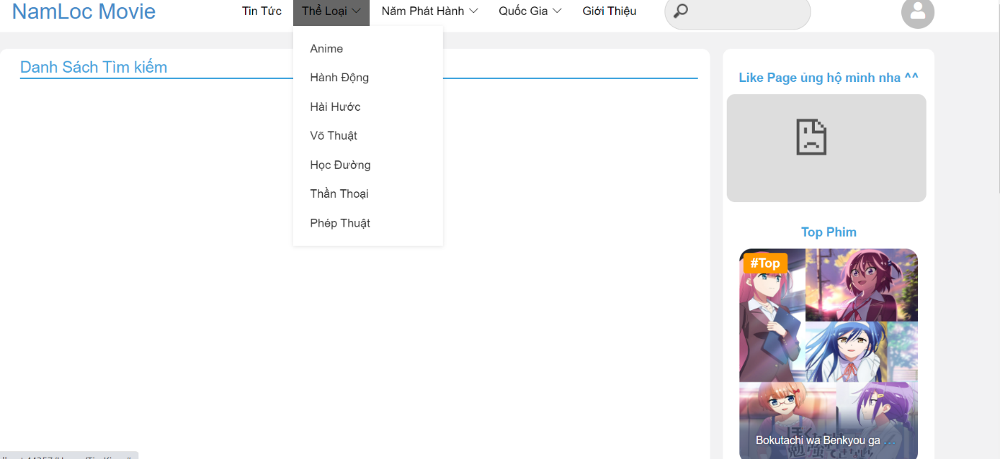 NamLoc Movie
Tin Tức
Thể Loại
Năm Phát Hành
Quốc Gia
Giới Thiệu
Anime
Hành Động
Hài Hước
Võ Thuật
Học Đường
Thần Thoại
Phép Thuật
Danh Sách Tìm kiếm
Like Page ủng hộ mình nha ^^
Top Phim
#Top
Bokutachi wa Benkyou ga ...